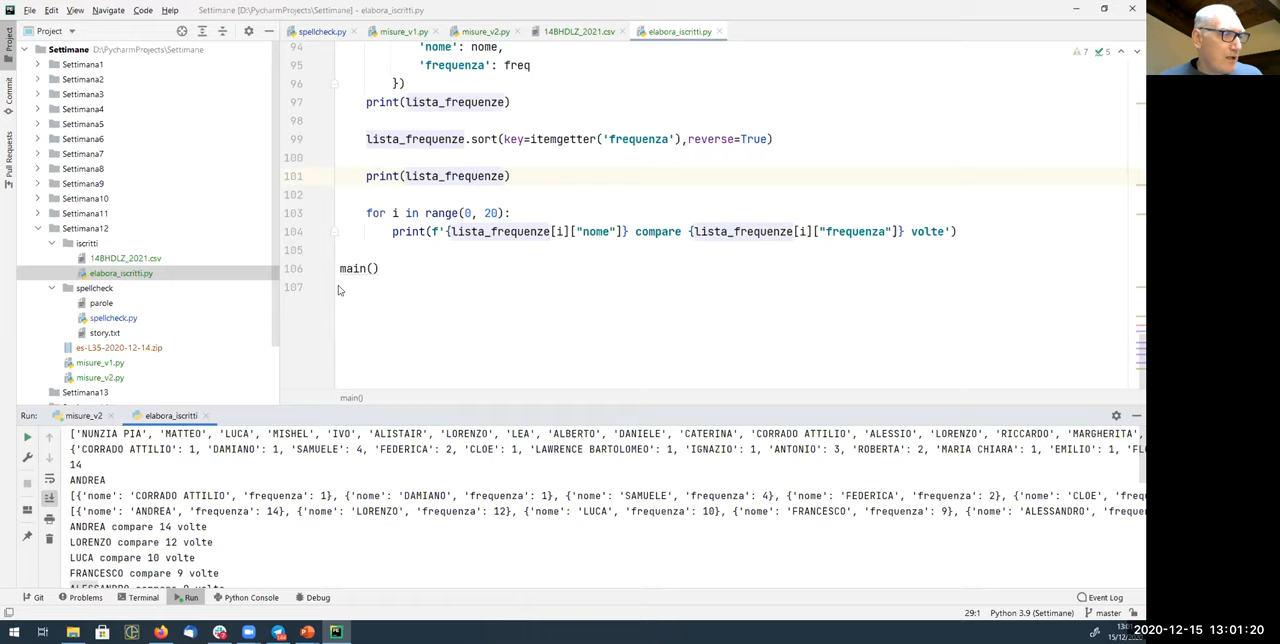 File Edit View Navigate Code Help Settimane [D:\PycharmProjects\Settimane] - elabora_iscritti.py
Project
spellcheck.py misure_v1.py misure_v2.py 14BHDLZ_2021.csv elabora_iscritti.py
Project
Commit
Pull Requests
Settimane D:\PycharmProjects\Settimane
Settimana1
Settimana2
Settimana3
Settimana4
Settimana5
Settimana6
Settimana7
Settimana8
Settimana9
Settimana10
Settimana11
Settimana12
iscritti
14BHDLZ_2021.csv
elabora_iscritti.py
spellcheck
parole
spellcheck.py
story.txt
es-L35-2020-12-14.zip
misure_v1.py
misure_v2.py
Settimana13
7 5
94 'nome': nome,
95 'frequenza': freq
96 })
97 print(lista_frequenze)
98
99 lista_frequenze.sort(key=itemgetter('frequenza'),reverse=True)
100
101 print(lista_frequenze)
102
103 for i in range(0, 20):
104 print(f'{lista_frequenze[i]["nome"]} compare {lista_frequenze[i]["frequenza"]} volte')
105
106 main()
107
main()
Run: misure_v2 elabora_iscritti
['NUNZIA PIA', 'MATTEO', 'LUCA', 'MISHEL', 'IVO', 'ALISTAIR', 'LORENZO', 'LEA', 'ALBERTO', 'DANIELE', 'CATERINA', 'CORRADO ATTILIO', 'ALESSIO', 'LORENZO', 'RICCARDO', 'MARGHERITA',
{'CORRADO ATTILIO': 1, 'DAMIANO': 1, 'SAMUELE': 4, 'FEDERICA': 2, 'CLOE': 1, 'LAWRENCE BARTOLOMEO': 1, 'IGNAZIO': 1, 'ANTONIO': 3, 'ROBERTA': 2, 'MARIA CHIARA': 1, 'EMILIO': 1, 'FL
14
ANDREA
[{'nome': 'CORRADO ATTILIO', 'frequenza': 1}, {'nome': 'DAMIANO', 'frequenza': 1}, {'nome': 'SAMUELE', 'frequenza': 4}, {'nome': 'FEDERICA', 'frequenza': 2}, {'nome': 'CLOE', 'freque
[{'nome': 'ANDREA', 'frequenza': 14}, {'nome': 'LORENZO', 'frequenza': 12}, {'nome': 'LUCA', 'frequenza': 10}, {'nome': 'FRANCESCO', 'frequenza': 9}, {'nome': 'ALESSANDRO', 'frequenz
ANDREA compare 14 volte
LORENZO compare 12 volte
LUCA compare 10 volte
FRANCESCO compare 9 volte
Git Problems Terminal Run Python Console Debug Event Log
29:1 Python 3.9 (Settimane) master
2020-12-15 13:01:20